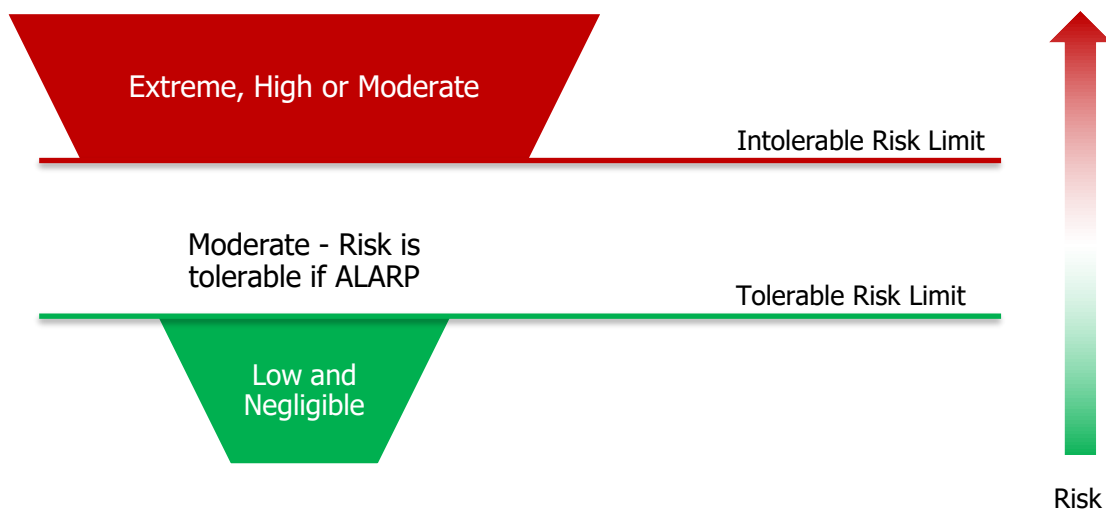 Extreme, High or Moderate
Intolerable Risk Limit
Moderate - Risk is
tolerable if ALARP
Tolerable Risk Limit
Low and
Negligible
Risk